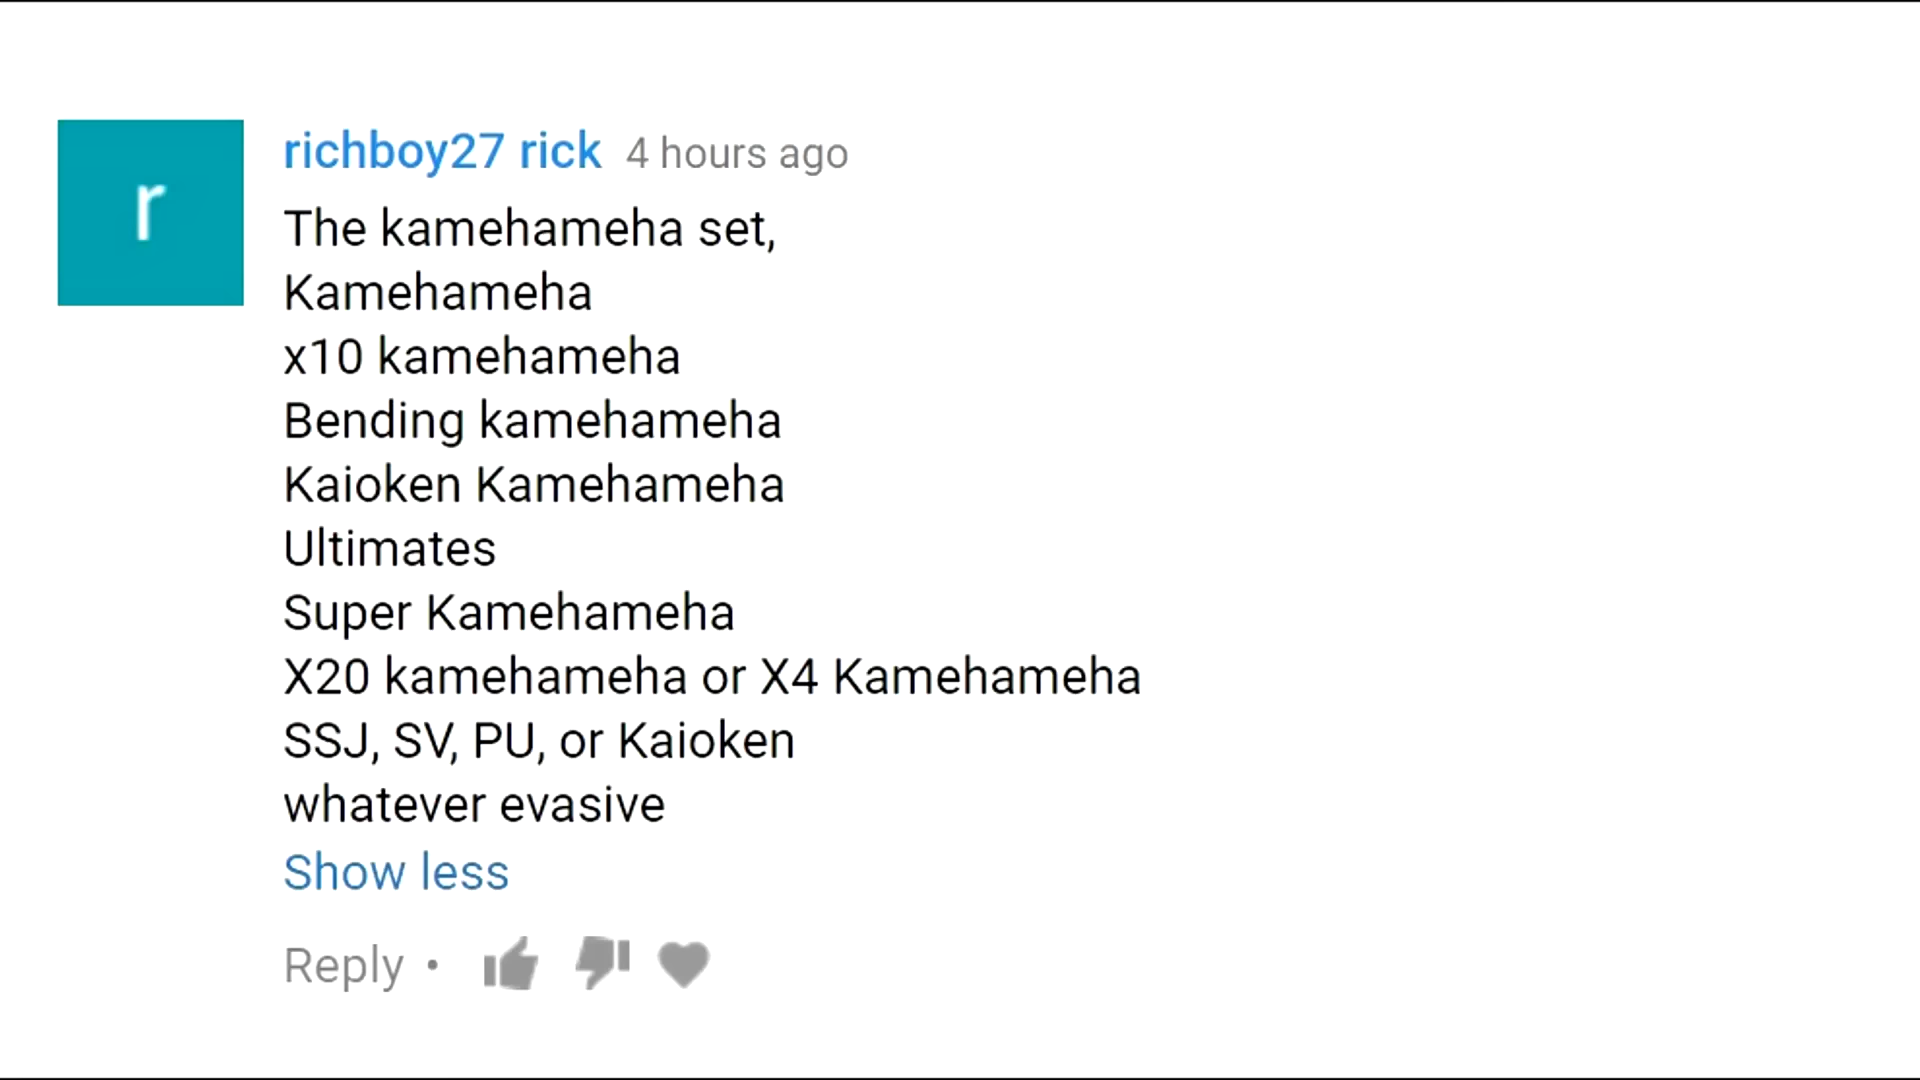 r
richboy27 rick 4 hours ago
The kamehameha set,
Kamehameha
x10 kamehameha
Bending kamehameha
Kaioken Kamehameha
Ultimates
Super Kamehameha
X20 kamehameha or X4 Kamehameha
SSJ, SV, PU, or Kaioken
whatever evasive
Show less
Reply •